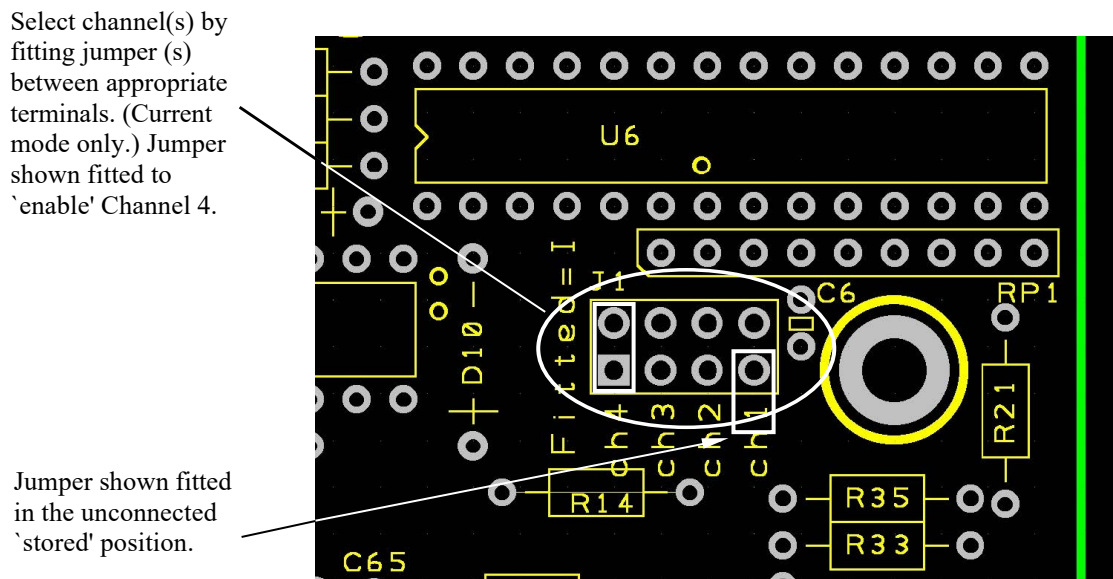 Select channel(s) by
fitting jumper (s)
between appropriate
terminals. (Current
mode only.) Jumper
shown fitted to
`enable' Channel 4.
U6
Fitted=I
J1
C6
RP1
D10
R21
ch4
ch3
ch2
ch1
R14
R35
R33
Jumper shown fitted
in the unconnected
`stored' position.
C65